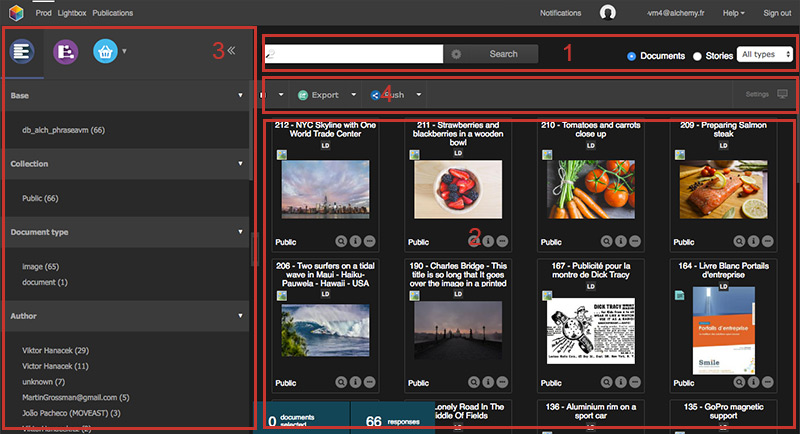 Prod Lightbox Publications
Notifications
vm4@alchemy.fr
Help
Sign out
3
1
Search
Documents
Stories
All types
4
Export
Push
Settings
Base
db_alch_phraseavm (66)
Collection
Public (66)
Document type
image (65)
document (1)
Author
Viktor Hanacek (29)
Victor Hanacek (11)
unknown (7)
MartinGrossman@gmail.com (5)
João Pacheco (MOVEAST) (3)
2
212 - NYC Skyline with One
World Trade Center
LD
Public
211 - Strawberries and
blackberries in a wooden
bowl
LD
Public
210 - Tomatoes and carrots
close up
LD
Public
209 - Preparing Salmon
steak
LD
Public
206 - Two surfers on a tidal
wave in Maui - Haiku-
Pauwela - Hawaii - USA
LD
Public
190 - Charles Bridge - This
title is so long that It goes
over the image in a printed
LD
Public
167 - Publicité pour la
montre de Dick Tracy
LD
DICK TRACY
Public
164 - Livre Blanc Portails
d'entreprise
LD
Portails d'entreprise
Smile
Public
0 documents
selected
66 responses
Lonely Road In The
Middle Of Fields
136 - Aluminium rim on a
sport car
LD
135 - GoPro magnetic
support
LD